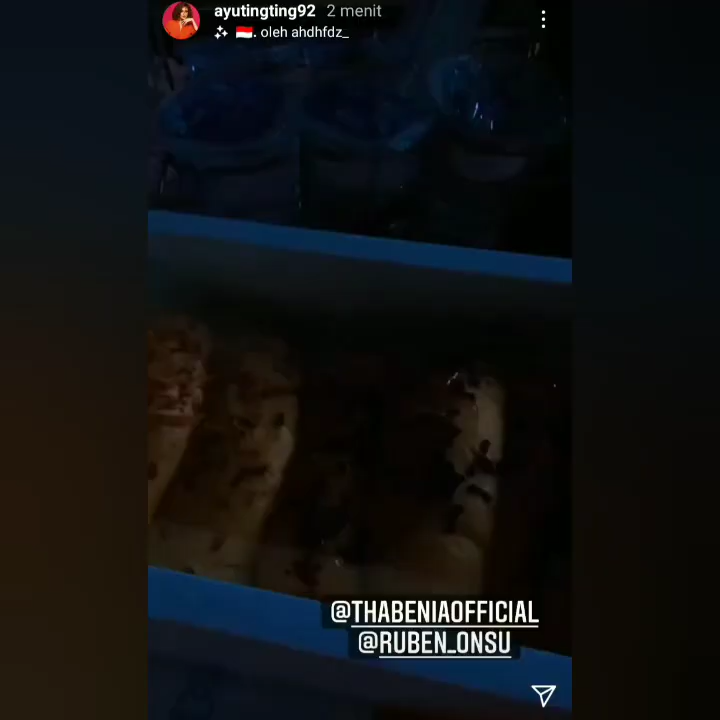 ayutingting92 2 menit
✨ 🇮🇩. oleh ahdhfdz_
@THABENIAOFFICIAL
@RUBEN_ONSU